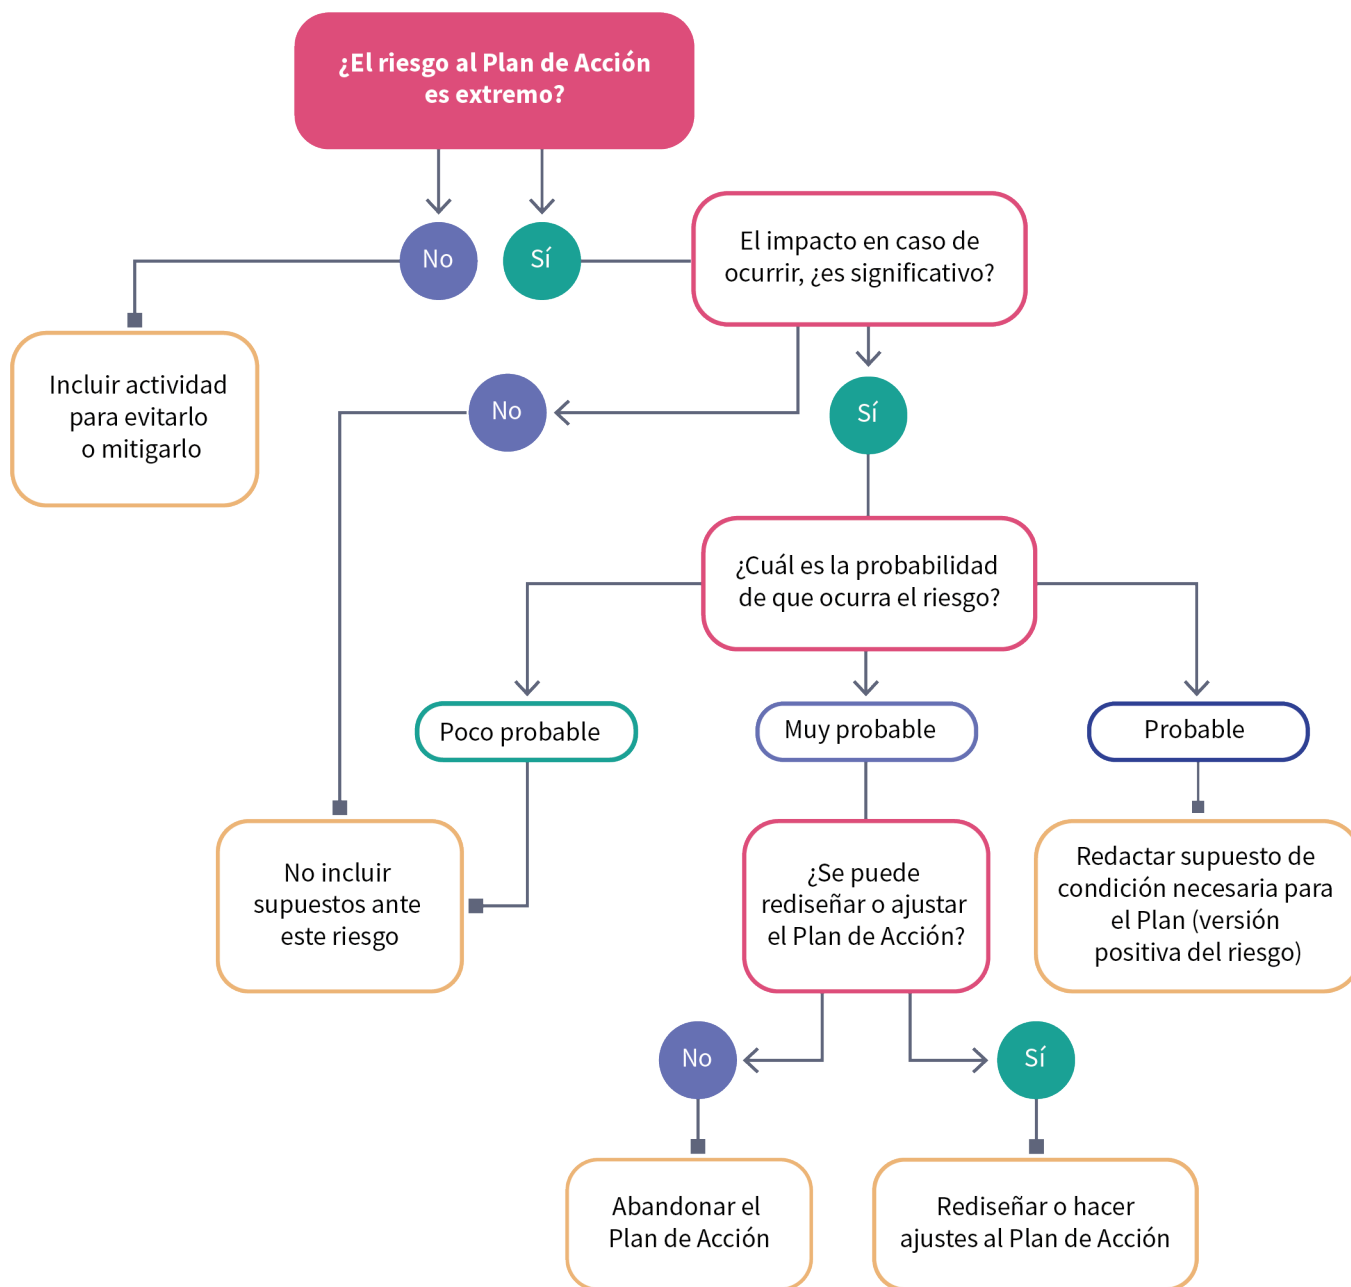 ¿El riesgo al Plan de Acción
es extremo?
No
Sí
El impacto en caso de
ocurrir, ¿es significativo?
Incluir actividad
para evitarlo
o mitigarlo
No
Sí
¿Cuál es la probabilidad
de que ocurra el riesgo?
Poco probable
Muy probable
Probable
No incluir
supuestos ante
este riesgo
¿Se puede
rediseñar o ajustar
el Plan de Acción?
Redactar supuesto de
condición necesaria para
el Plan (versión
positiva del riesgo)
No
Sí
Abandonar el
Plan de Acción
Rediseñar o hacer
ajustes al Plan de Acción